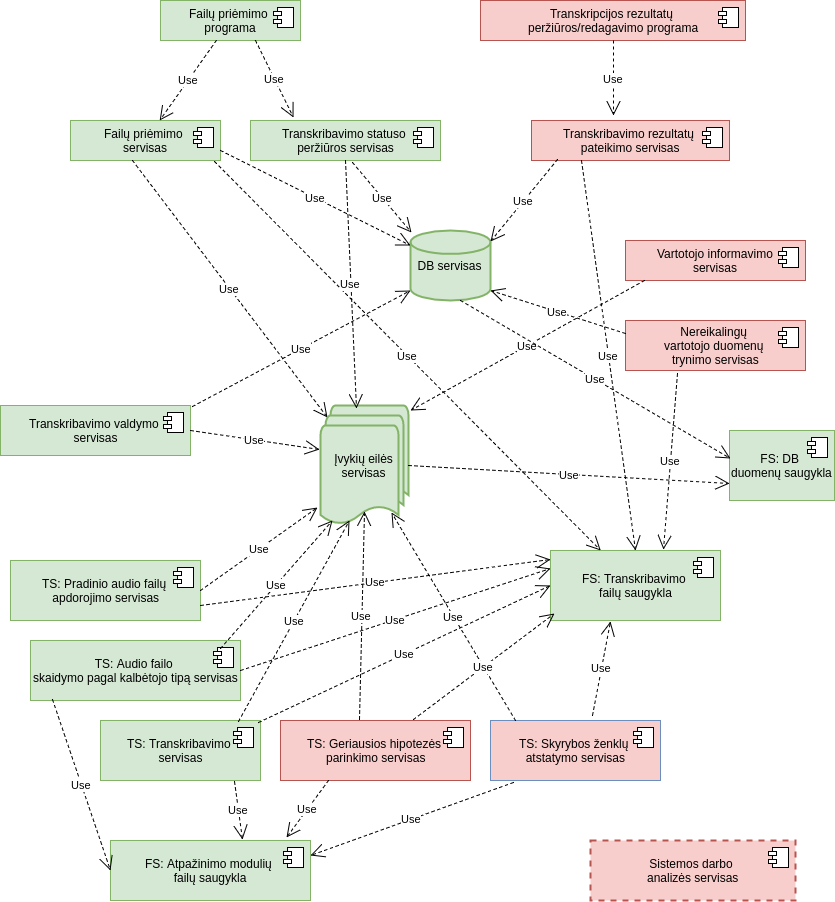 Failų priėmimo
programa
Transkripcijos rezultatų
peržiūros/redagavimo programa
Use
Use
Use
Failų priėmimo
servisas
Transkribavimo statuso
peržiūros servisas
Transkribavimo rezultatų
pateikimo servisas
Use
Use
Use
DB servisas
Vartotojo informavimo
servisas
Use
Use
Use
Nereikalingų
vartotojo duomenų
trynimo servisas
Use
Use
Use
Use
Use
Transkribavimo valdymo
servisas
Use
Įvykių eilės
servisas
FS: DB
duomenų saugykla
Use
Use
Use
TS: Pradinio audio failų
apdorojimo servisas
Use
Use
FS: Transkribavimo
failų saugykla
Use
Use
Use
Use
Use
TS: Audio failo
skaidymo pagal kalbėtojo tipą servisas
Use
Use
Use
TS: Transkribavimo
servisas
TS: Geriausios hipotezės
parinkimo servisas
TS: Skyrybos ženklų
atstatymo servisas
Use
Use
Use
Use
FS: Atpažinimo modulių
failų saugykla
Sistemos darbo
analizės servisas